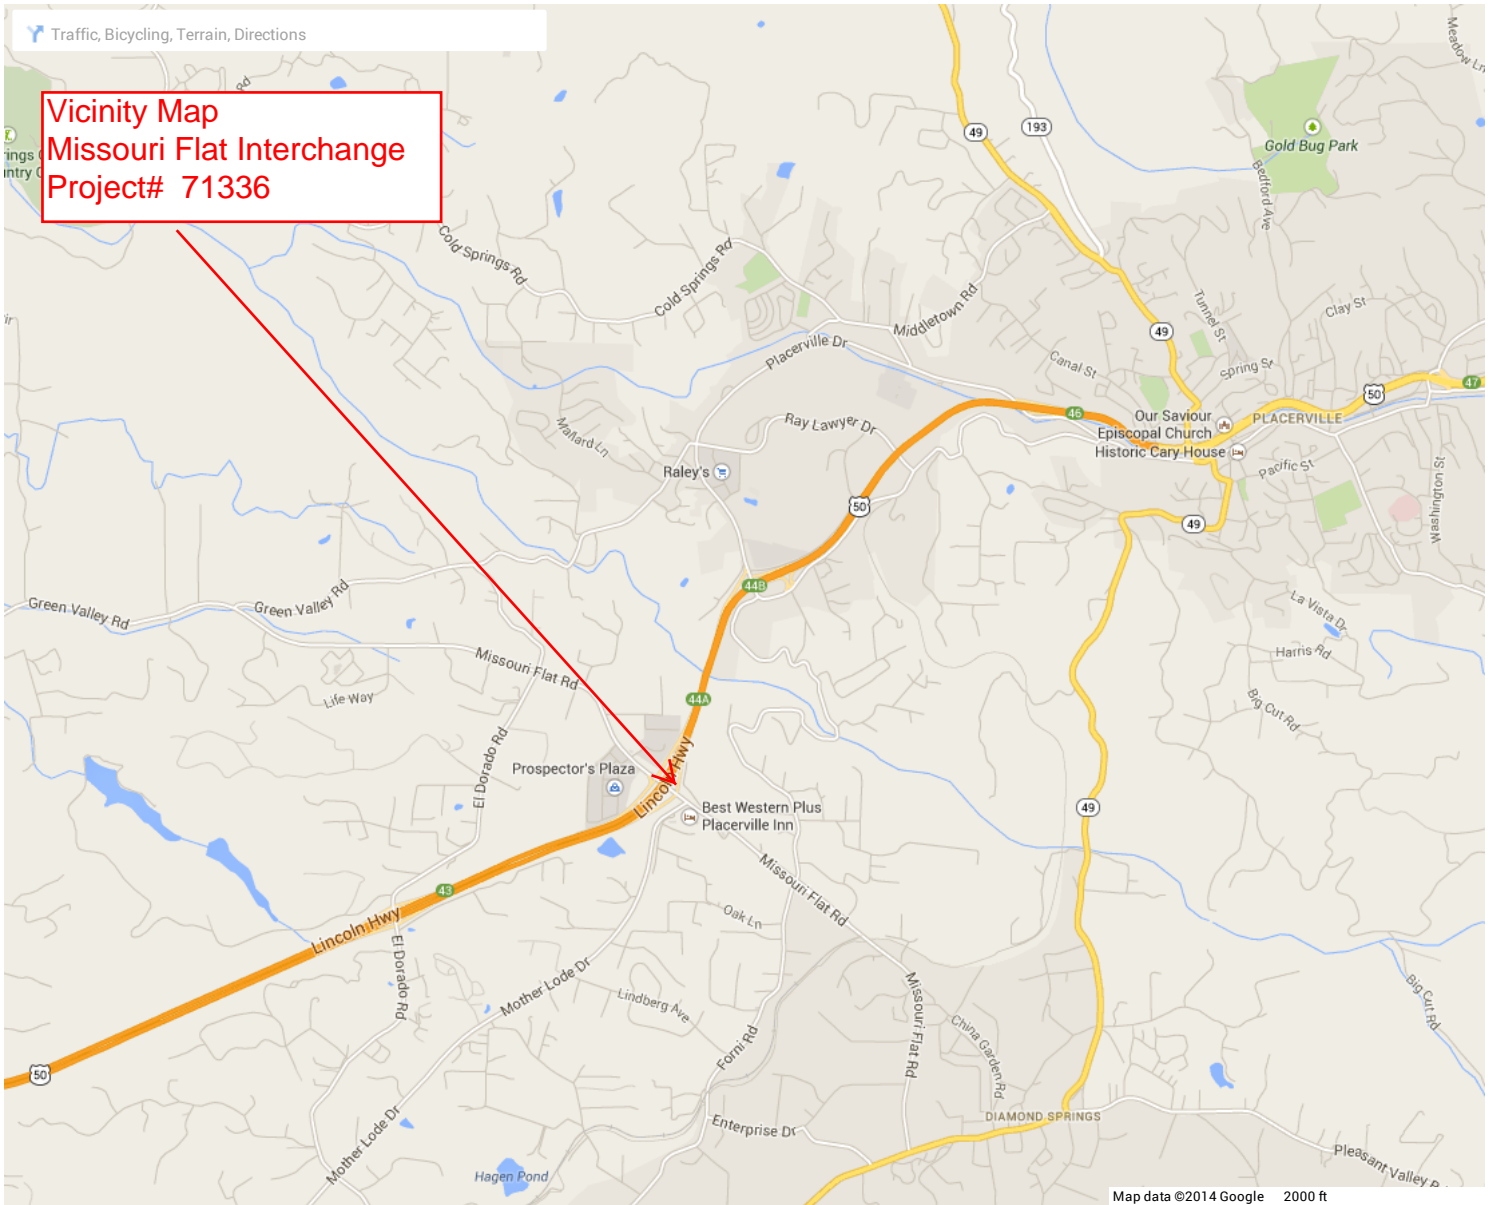 Traffic, Bicycling, Terrain, Directions
Vicinity Map
Missouri Flat Interchange
Project# 71336
Rd
rings
untry
Meadow Ln
49
193
Gold Bug Park
Bedford Ave
Cold Springs Rd
Cold Springs Rd
Middletown Rd
Tunnel St
Clay St
49
Placerville Dr
Canal St
Spring St
50
47
46
Our Saviour
Episcopal Church
Historic Cary House
PLACERVILLE
Mallard Ln
Ray Lawyer Dr
Raley's
Pacific St
Washington St
50
49
44B
Green Valley Rd
Green Valley Rd
La Vista Dr
Harris Rd
Missouri Flat Rd
Life Way
44A
Big Cut Rd
El Dorado Rd
Prospector's Plaza
Lincoln Hwy
Best Western Plus
Placerville Inn
49
43
Missouri Flat Rd
Oak Ln
Lincoln Hwy
El Dorado Rd
Mother Lode Dr
Lindberg Ave
Missouri Flat Rd
Big Cut Rd
China Garden Rd
Forni Rd
50
DIAMOND SPRINGS
Enterprise Dr
Mother Lode Dr
Pleasant Valley R
Hagen Pond
Map data ©2014 Google 2000 ft